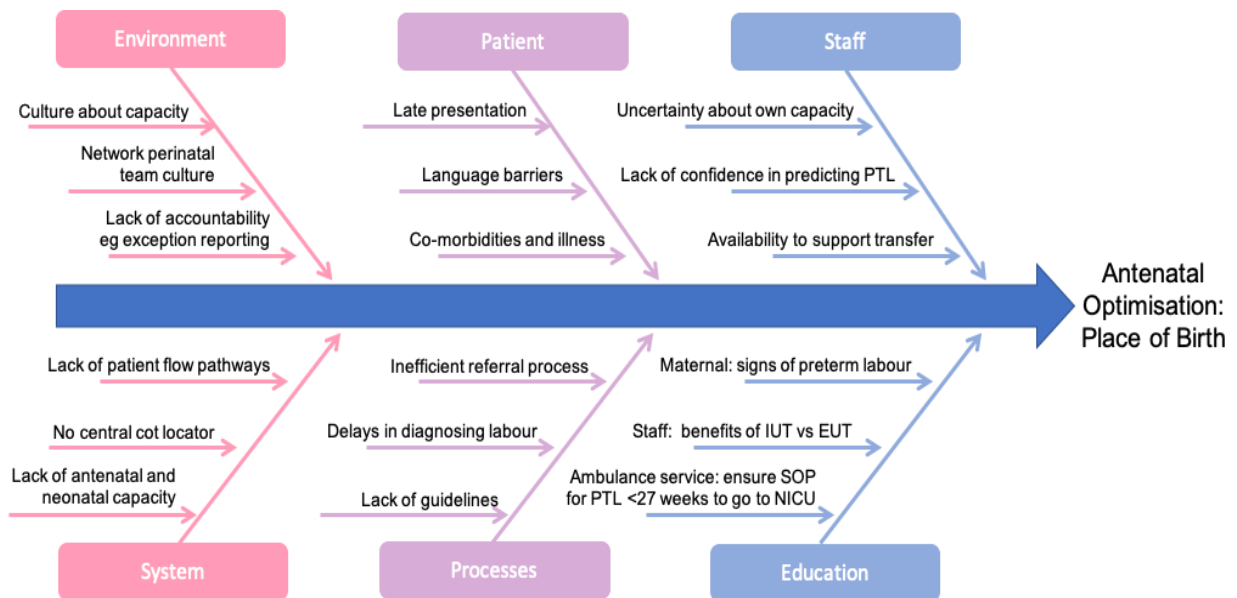 Environment
Patient
Staff
Culture about capacity
Network perinatal
team culture
Lack of accountability
eg exception reporting
Late presentation
Language barriers
Co-morbidities and illness
Uncertainty about own capacity
Lack of confidence in predicting PTL
Availability to support transfer
Antenatal
Optimisation:
Place of Birth
Lack of patient flow pathways
No central cot locator
Lack of antenatal and
neonatal capacity
Inefficient referral process
Delays in diagnosing labour
Lack of guidelines
Maternal: signs of preterm labour
Staff: benefits of IUT vs EUT
Ambulance service: ensure SOP
for PTL <27 weeks to go to NICU
System
Processes
Education